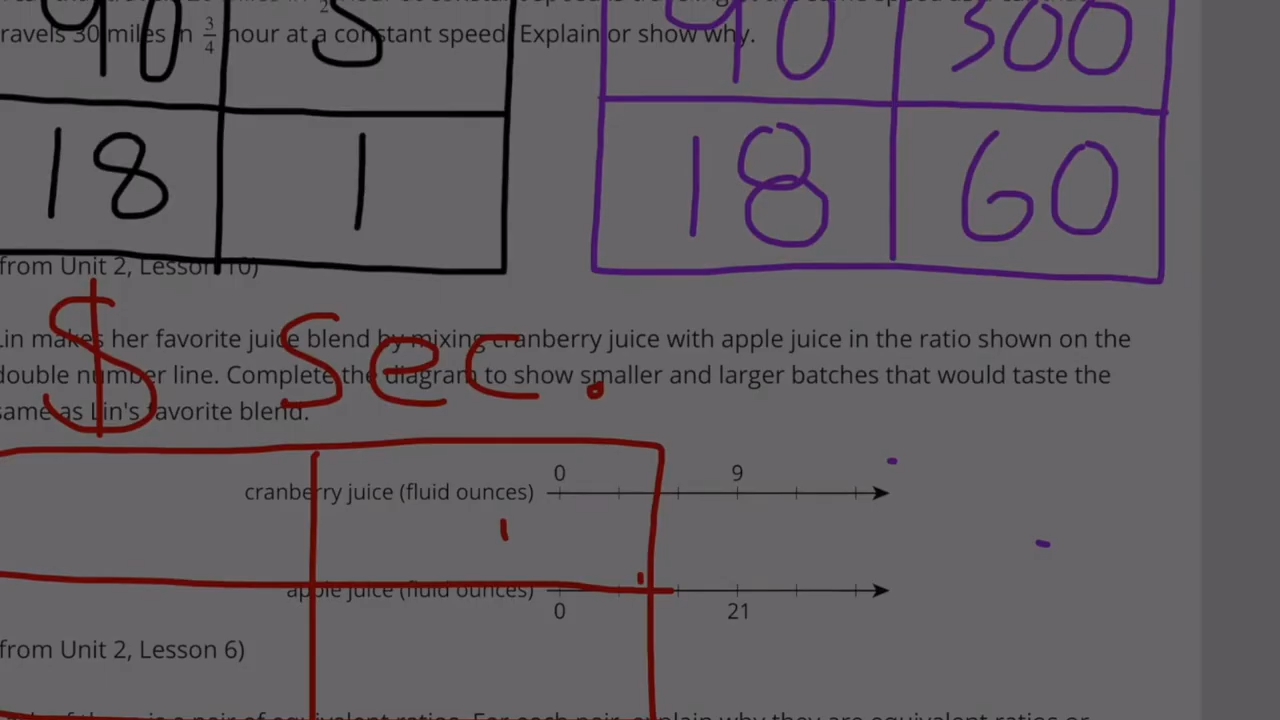 travels 30 miles in 3/4 hour at a constant speed. Explain or show why.
90 5
90 300
18 1
18 60
from Unit 2, Lesson 10)
$ Sec.
Lin makes her favorite juice blend by mixing cranberry juice with apple juice in the ratio shown on the
double number line. Complete the diagram to show smaller and larger batches that would taste the
same as Lin's favorite blend.
0 9
cranberry juice (fluid ounces)
apple juice (fluid ounces)
0 21
from Unit 2, Lesson 6)